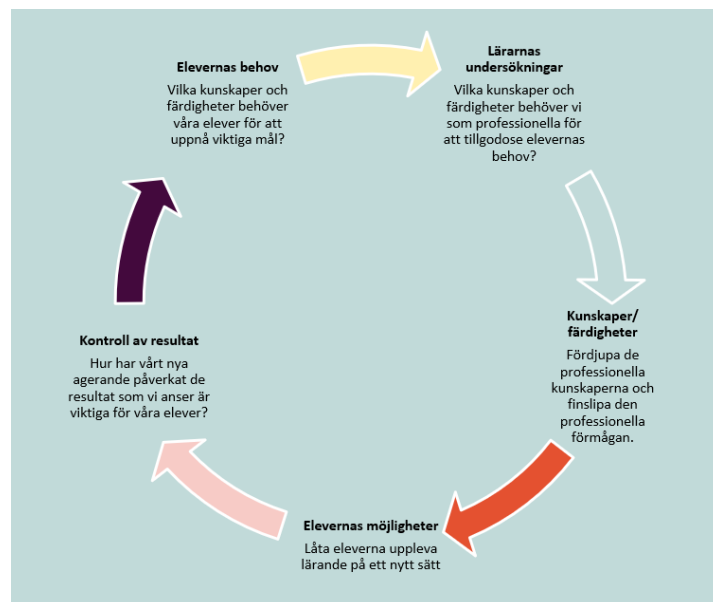 Elevernas behov
Vilka kunskaper och
färdigheter behöver
våra elever för att
uppnå viktiga mål?
Lärarnas
undersökningar
Vilka kunskaper och
färdigheter behöver vi
som professionella för
att tillgodose elevernas
behov?
Kunskaper/
färdigheter
Fördjupa de
professionella
kunskaperna och
finslipa den
professionella
förmågan.
Elevernas möjligheter
Låta eleverna uppleva
lärande på ett nytt sätt
Kontroll av resultat
Hur har vårt nya
agerande påverkat de
resultat som vi anser är
viktiga för våra elever?